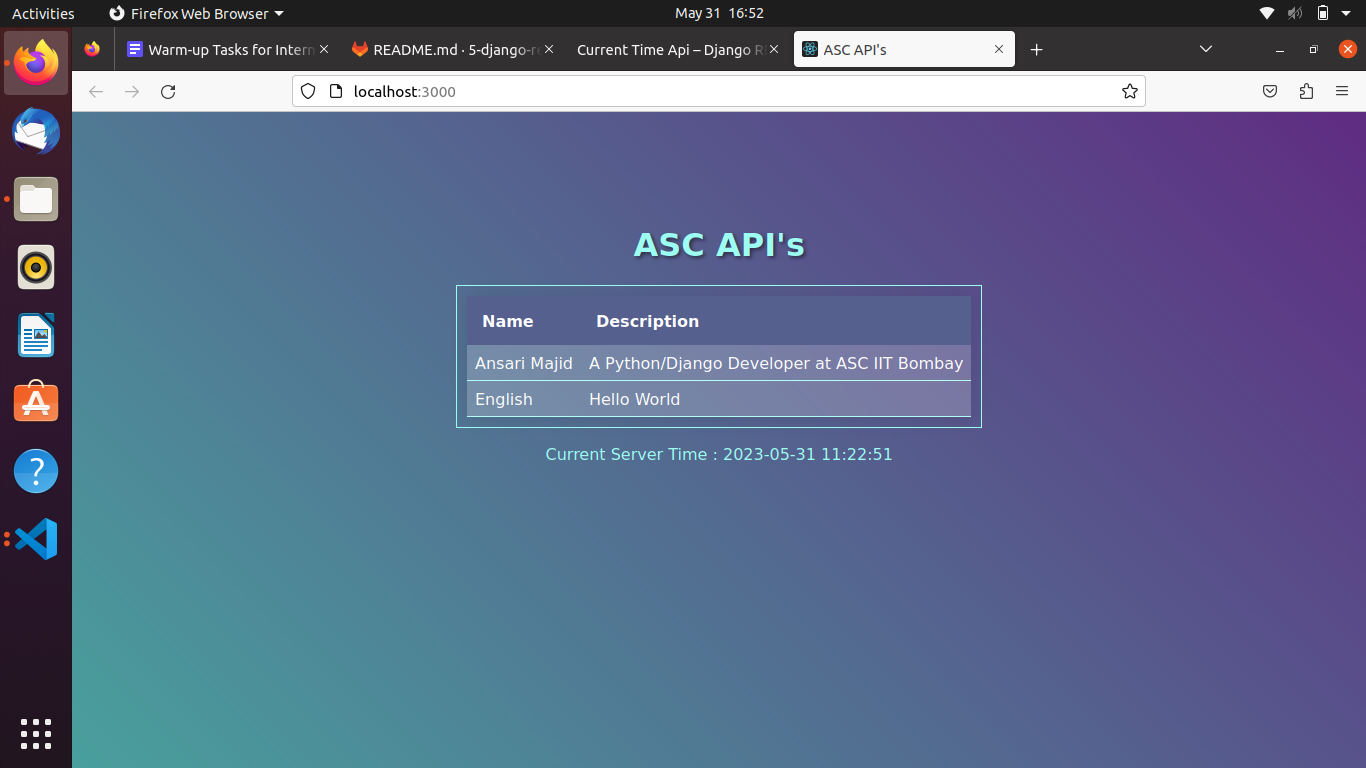 Activities
Firefox Web Browser
May 31 16:52
Warm-up Tasks for Intern
README.md · 5-django-re
Current Time Api – Django R
ASC API's
localhost:3000
ASC API's
Name Description
Ansari Majid A Python/Django Developer at ASC IIT Bombay
English Hello World
Current Server Time : 2023-05-31 11:22:51